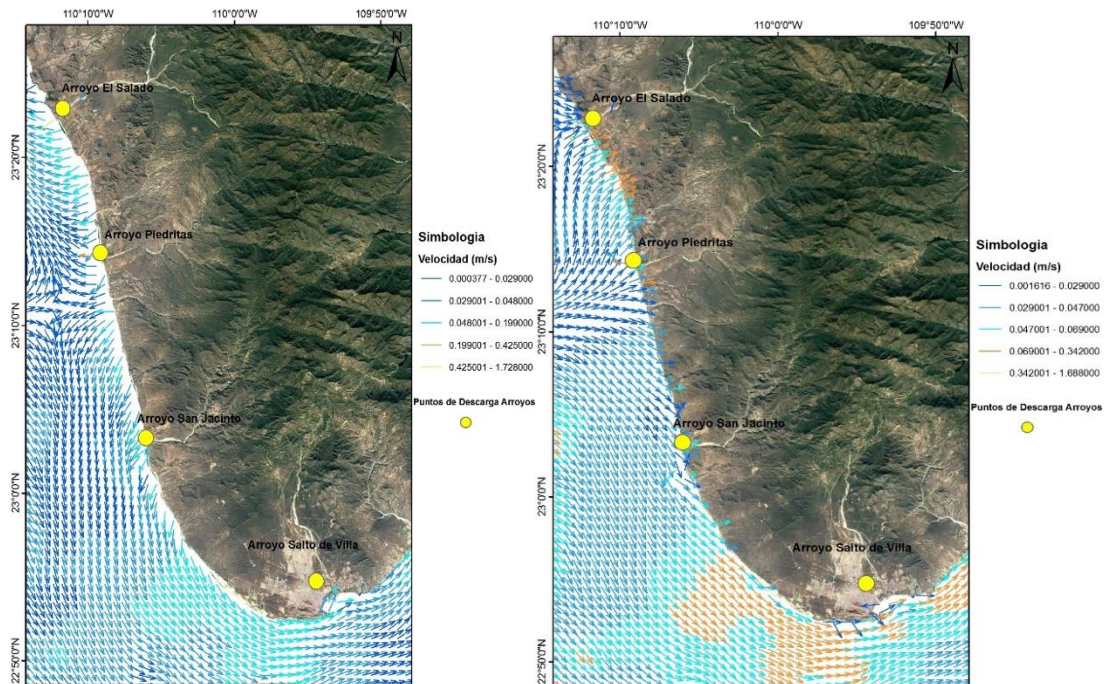 110°10'0"W
110°0'0"W
109°50'0"W
N
Arroyo El Salado
23°20'0"N
Arroyo Piedritas
23°10'0"N
Arroyo San Jacinto
23°0'0"N
Arroyo Salto de Villa
22°50'0"N
Simbologia
Velocidad (m/s)
0.000377 - 0.029000
0.029001 - 0.048000
0.048001 - 0.199000
0.199001 - 0.425000
0.425001 - 1.728000
Puntos de Descarga Arroyos
110°10'0"W
110°0'0"W
109°50'0"W
N
Arroyo El Salado
23°20'0"N
Arroyo Piedritas
23°10'0"N
Arroyo San Jacinto
23°0'0"N
Arroyo Salto de Villa
22°50'0"N
Simbologia
Velocidad (m/s)
0.001616 - 0.029000
0.029001 - 0.047000
0.047001 - 0.069000
0.069001 - 0.342000
0.342001 - 1.688000
Puntos de Descarga Arroyos